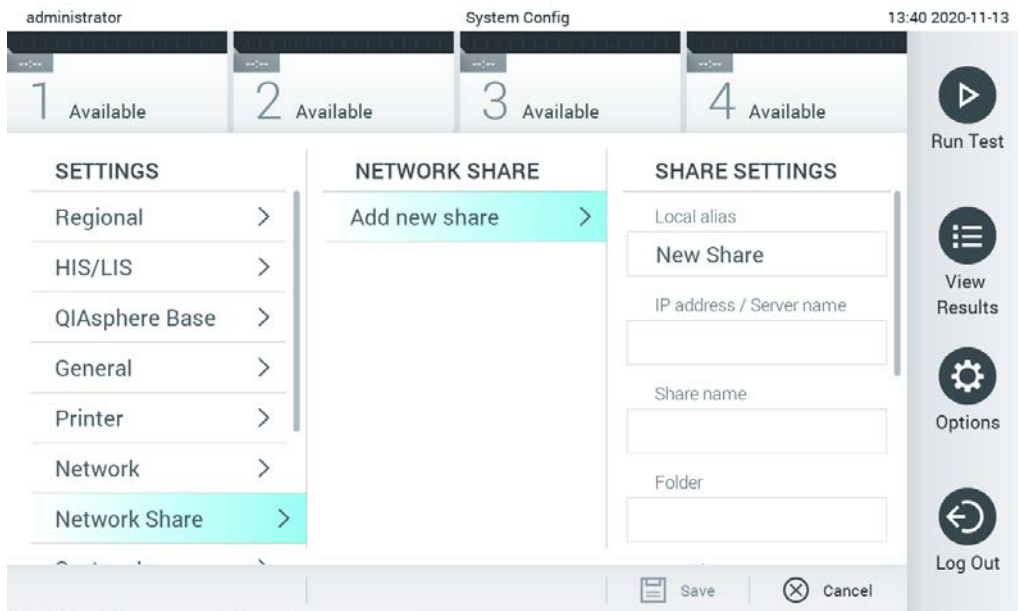 administrator System Config 13:40 2020-11-13
--:-- --:-- --:-- --:--
1 Available 2 Available 3 Available 4 Available
Run Test
View
Results
Options
Log Out
SETTINGS
Regional
HIS/LIS
QIAsphere Base
General
Printer
Network
Network Share
NETWORK SHARE
Add new share
SHARE SETTINGS
Local alias
New Share
IP address / Server name
Share name
Folder
Save Cancel